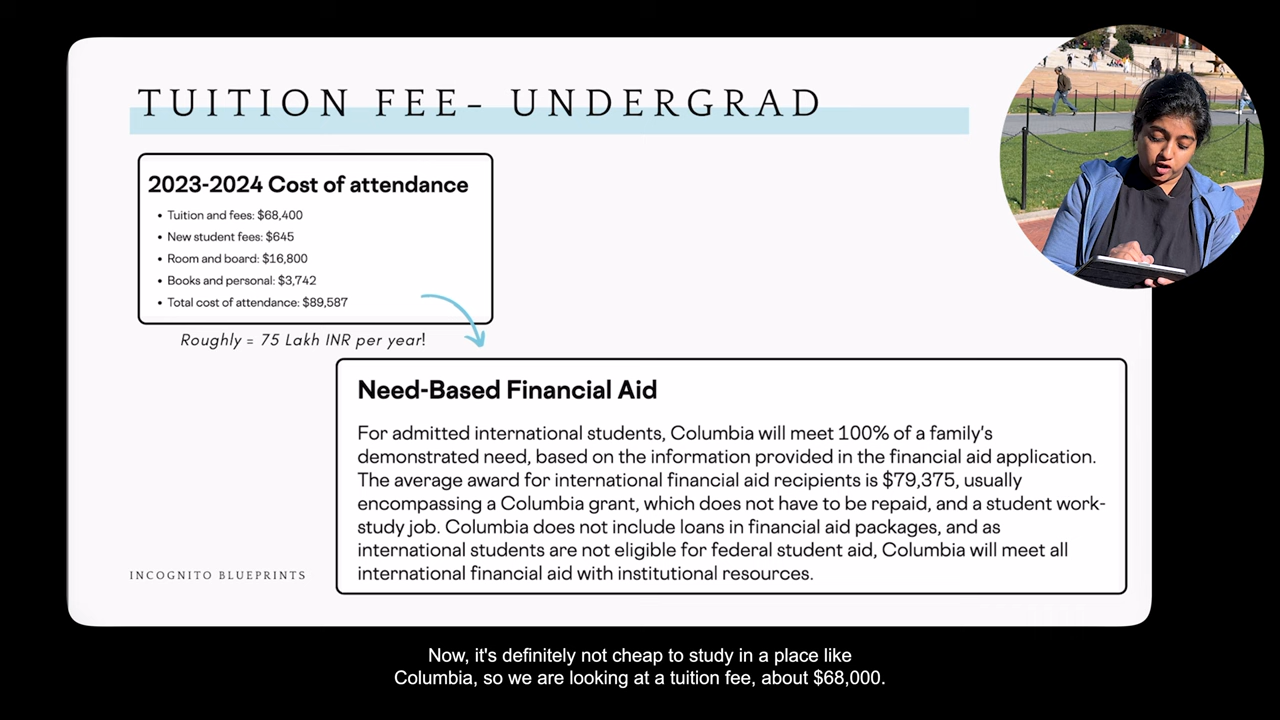 TUITION FEE- UNDERGRAD
2023-2024 Cost of attendance
• Tuition and fees: $68,400
• New student fees: $645
• Room and board: $16,800
• Books and personal: $3,742
• Total cost of attendance: $89,587
Roughly = 75 Lakh INR per year!
Need-Based Financial Aid
For admitted international students, Columbia will meet 100% of a family's
demonstrated need, based on the information provided in the financial aid application.
The average award for international financial aid recipients is $79,375, usually
encompassing a Columbia grant, which does not have to be repaid, and a student work-
study job. Columbia does not include loans in financial aid packages, and as
international students are not eligible for federal student aid, Columbia will meet all
international financial aid with institutional resources.
INCOGNITO BLUEPRINTS
Now, it's definitely not cheap to study in a place like
Columbia, so we are looking at a tuition fee, about $68,000.